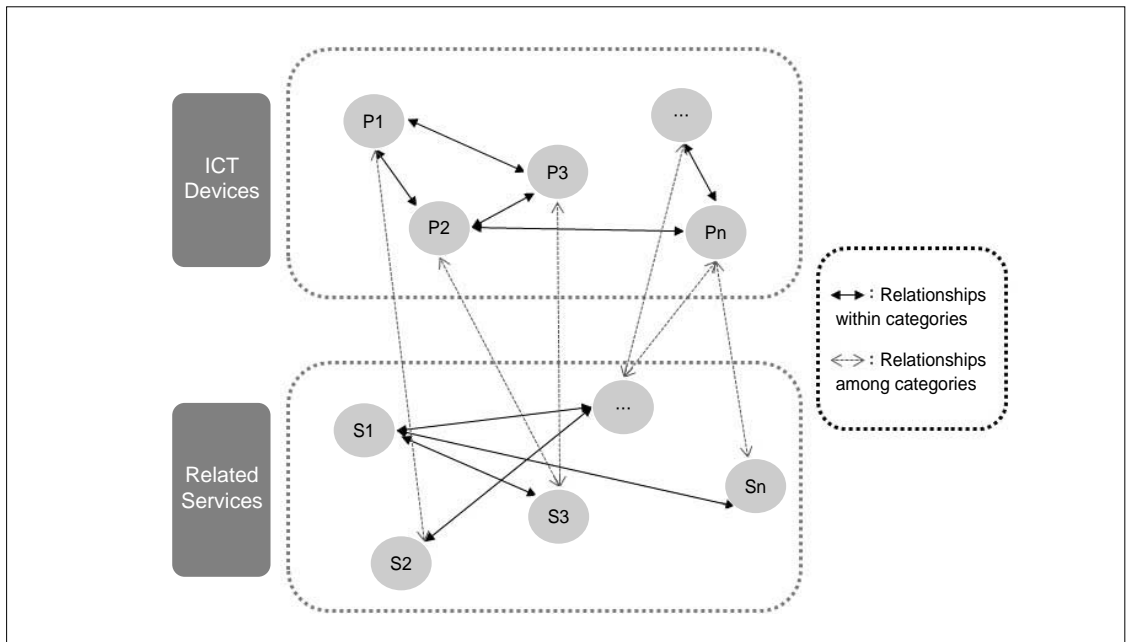 P1
...
ICT
Devices
P3
P2
Pn
: Relationships
within categories
: Relationships
among categories
...
S1
Related
Services
Sn
S3
S2